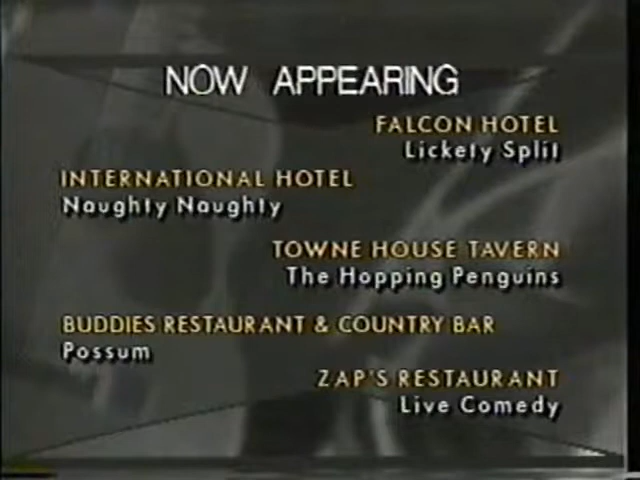 NOW APPEARING
FALCON HOTEL
Lickety Split
INTERNATIONAL HOTEL
Naughty Naughty
TOWNE HOUSE TAVERN
The Hopping Penguins
BUDDIES RESTAURANT & COUNTRY BAR
Possum
ZAP'S RESTAURANT
Live Comedy